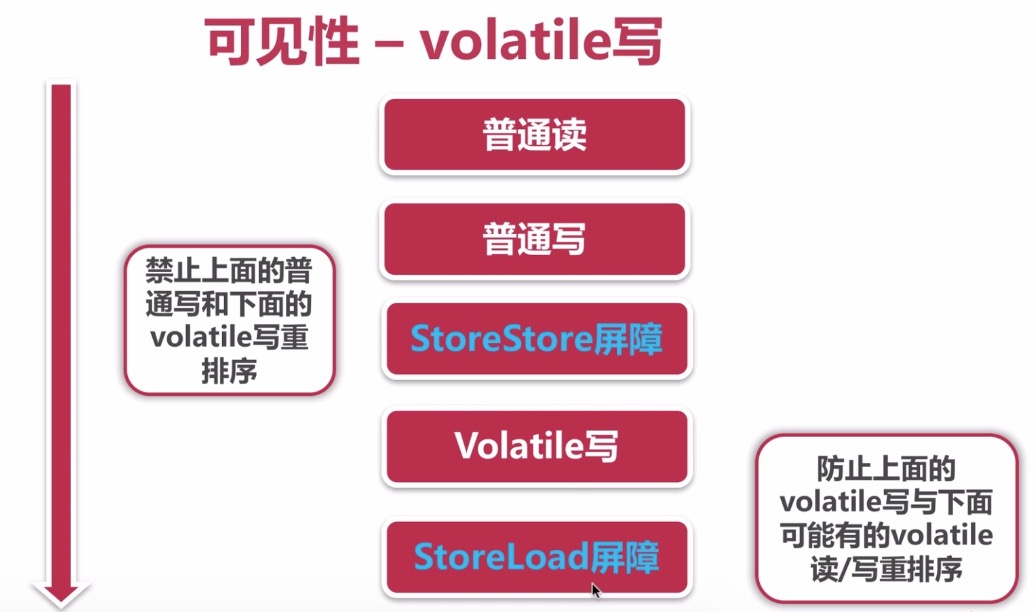 可见性 – volatile写
普通读
普通写
禁止上面的普
通写和下面的
volatile写重
排序
StoreStore屏障
Volatile写
防止上面的
volatile写与下面
可能有的volatile
读/写重排序
StoreLoad屏障